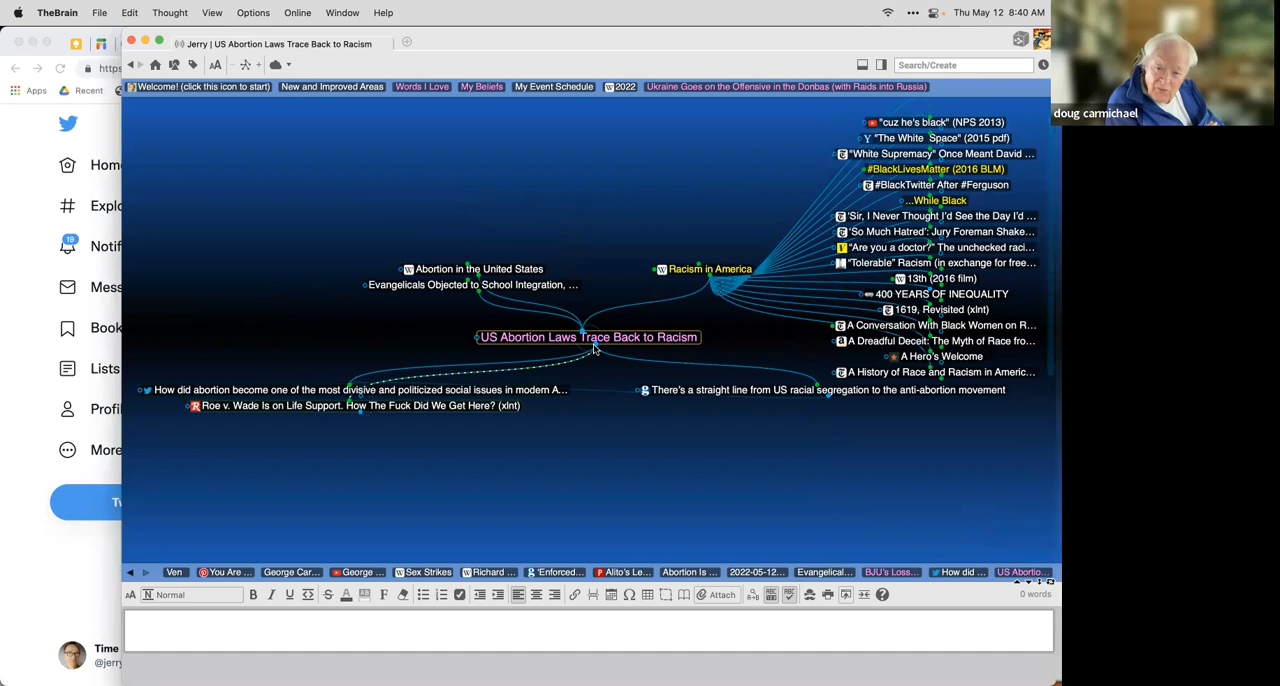 TheBrain File Edit Thought View Options Online Window Help Thu May 12 8:40 AM
Jerry | US Abortion Laws Trace Back to Racism
https
Search/Create
Apps Recent
Welcome! (click this icon to start) New and Improved Areas Words I Love My Beliefs My Event Schedule 2022 Ukraine Goes on the Offensive in the Donbas (with Raids into Russia)
doug carmichael
"cuz he's black" (NPS 2013)
"The White Space" (2015 pdf)
"White Supremacy" Once Meant David ...
#BlackLivesMatter (2016 BLM)
#BlackTwitter After #Ferguson
...While Black
'Sir, I Never Thought I'd See the Day I'd ...
'So Much Hatred': Jury Foreman Shake...
"Are you a doctor?" The unchecked raci...
"Tolerable" Racism (in exchange for free...
13th (2016 film)
400 YEARS OF INEQUALITY
1619, Revisited (xlnt)
A Conversation With Black Women on R...
A Dreadful Deceit: The Myth of Race fro...
A Hero's Welcome
A History of Race and Racism in Americ...
Abortion in the United States
Racism in America
Evangelicals Objected to School Integration, ...
US Abortion Laws Trace Back to Racism
How did abortion become one of the most divisive and politicized social issues in modern A...
There's a straight line from US racial segregation to the anti-abortion movement
Roe v. Wade Is on Life Support. How The Fuck Did We Get Here? (xlnt)
Hom
Explo
19
Notif
Mess
Book
Lists
Profi
More
Tw
Time
@jerry
Ven You Are ... George Car... George ... Sex Strikes Richard ... 'Enforced... Alito's Le... Abortion Is ... 2022-05-12... Evangelical... BJU's Loss... How did ... US Abortio...
AA N Normal B I U S A F Attach 0 words